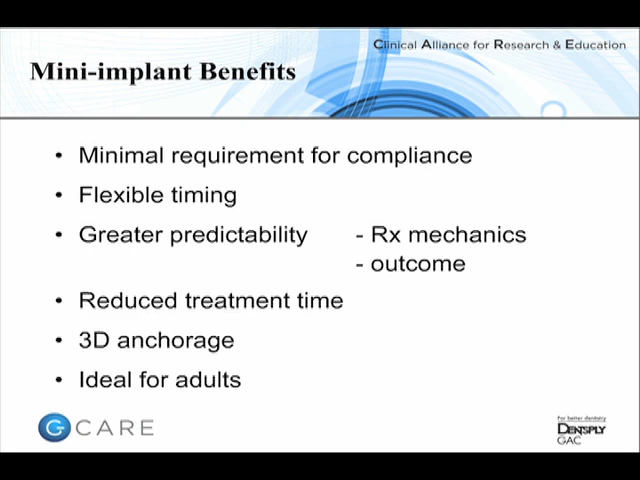 Clinical Alliance for Research & Education
Mini-implant Benefits
• Minimal requirement for compliance
• Flexible timing
• Greater predictability - Rx mechanics
- outcome
• Reduced treatment time
• 3D anchorage
• Ideal for adults
G CARE
For better dentistry
DENTSPLY
GAC